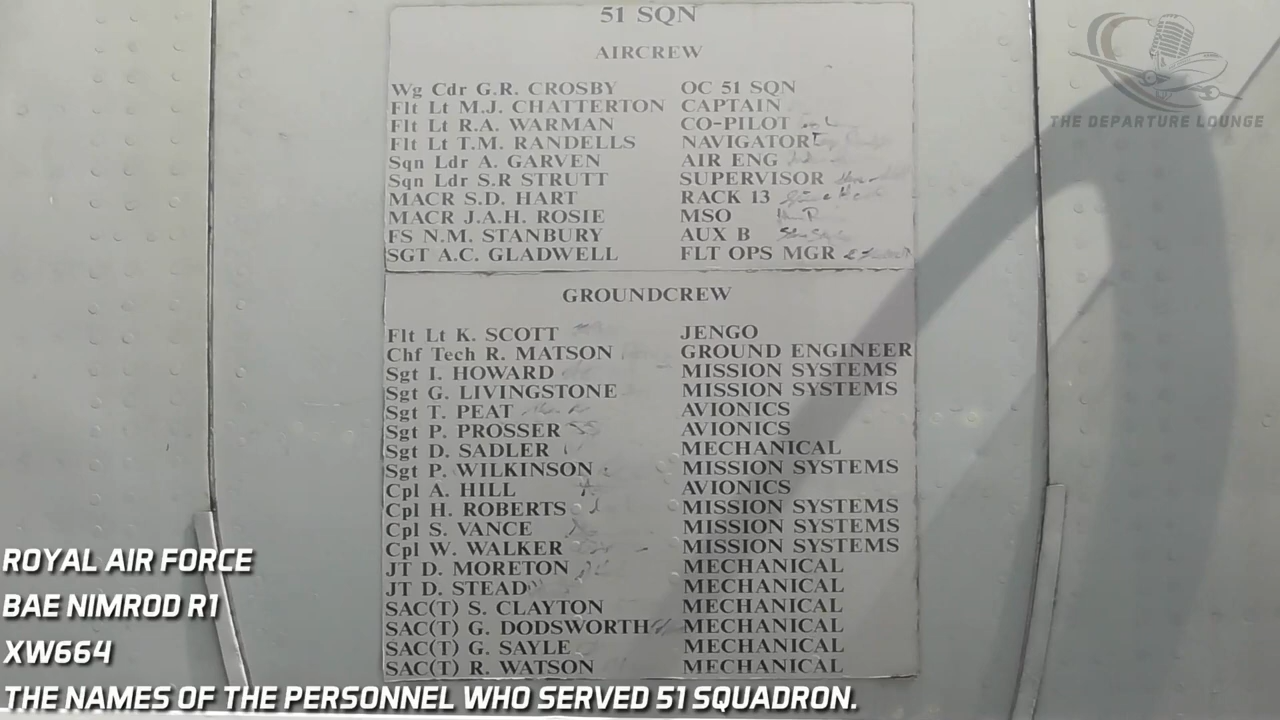 51 SQN
AIRCREW
Wg Cdr G.R. CROSBY OC 51 SQN
Flt Lt M.J. CHATTERTON CAPTAIN
Flt Lt R.A. WARMAN CO-PILOT
Flt Lt T.M. RANDELLS NAVIGATOR
Sqn Ldr A. GARVEN AIR ENG
Sqn Ldr S.R STRUTT SUPERVISOR
MACR S.D. HART RACK 13
MACR J.A.H. ROSIE MSO
FS N.M. STANBURY AUX B
SGT A.C. GLADWELL FLT OPS MGR
GROUNDCREW
Flt Lt K. SCOTT JENGO
Chf Tech R. MATSON GROUND ENGINEER
Sgt I. HOWARD MISSION SYSTEMS
Sgt G. LIVINGSTONE MISSION SYSTEMS
Sgt T. PEAT AVIONICS
Sgt P. PROSSER AVIONICS
Sgt D. SADLER MECHANICAL
Sgt P. WILKINSON MISSION SYSTEMS
Cpl A. HILL AVIONICS
Cpl H. ROBERTS MISSION SYSTEMS
Cpl S. VANCE MISSION SYSTEMS
Cpl W. WALKER MISSION SYSTEMS
JT D. MORETON MECHANICAL
JT D. STEAD MECHANICAL
SAC(T) S. CLAYTON MECHANICAL
SAC(T) G. DODSWORTH MECHANICAL
SAC(T) G. SAYLE MECHANICAL
SAC(T) R. WATSON MECHANICAL
THE DEPARTURE LOUNGE
ROYAL AIR FORCE
BAE NIMROD R1
XW664
THE NAMES OF THE PERSONNEL WHO SERVED 51 SQUADRON.